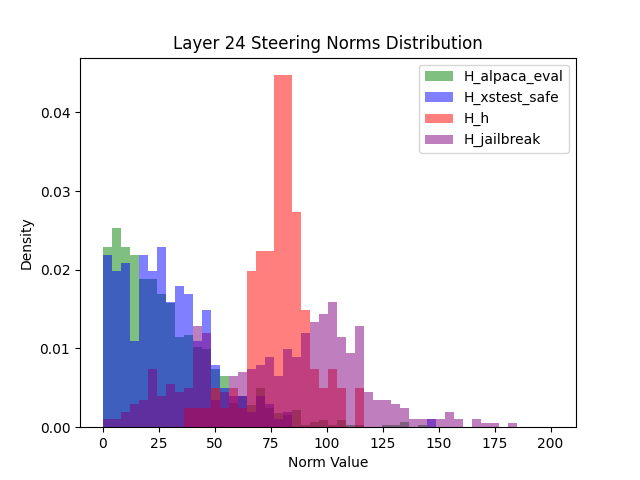 Layer 24 Steering Norms Distribution
H_alpaca_eval
H_xstest_safe
H_h
H_jailbreak
Density
0.04
0.03
0.02
0.01
0.00
0 25 50 75 100 125 150 175 200
Norm Value